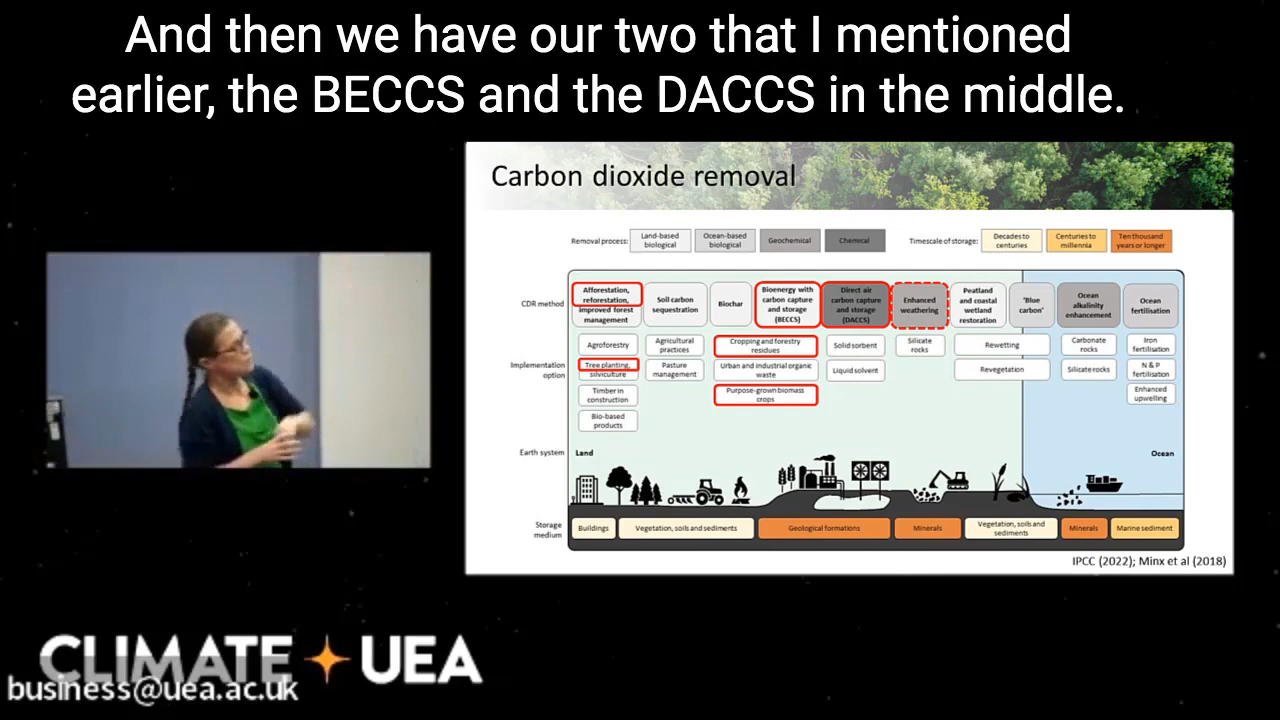 And then we have our two that I mentioned
earlier, the BECCS and the DACCS in the middle.
Carbon dioxide removal
Removal process:
Land-based
biological
Ocean-based
biological
Geochemical
Chemical
Timescale of storage:
Decades to
centuries
Centuries to
millennia
Ten thousand
years or longer
CDR method
Afforestation,
reforestation,
improved forest
management
Soil carbon
sequestration
Biochar
Bioenergy with
carbon capture
and storage
(BECCS)
Direct air
carbon capture
and storage
(DACCS)
Enhanced
weathering
Peatland
and coastal
wetland
restoration
'Blue
carbon'
Ocean
alkalinity
enhancement
Ocean
fertilisation
Implementation
option
Agroforestry
Tree planting,
silviculture
Timber in
construction
Bio-based
products
Agricultural
practices
Pasture
management
Cropping and forestry
residues
Urban and industrial organic
waste
Purpose-grown biomass
crops
Solid sorbent
Liquid solvent
Silicate
rocks
Rewetting
Revegetation
Carbonate
rocks
Silicate rocks
Iron
fertilisation
N & P
fertilisation
Enhanced
upwelling
Earth system
Land
Ocean
Storage
medium
Buildings
Vegetation, soils and sediments
Geological formations
Minerals
Vegetation, soils and
sediments
Minerals
Marine sediment
IPCC (2022); Minx et al (2018)
CLIMATE UEA
business@uea.ac.uk